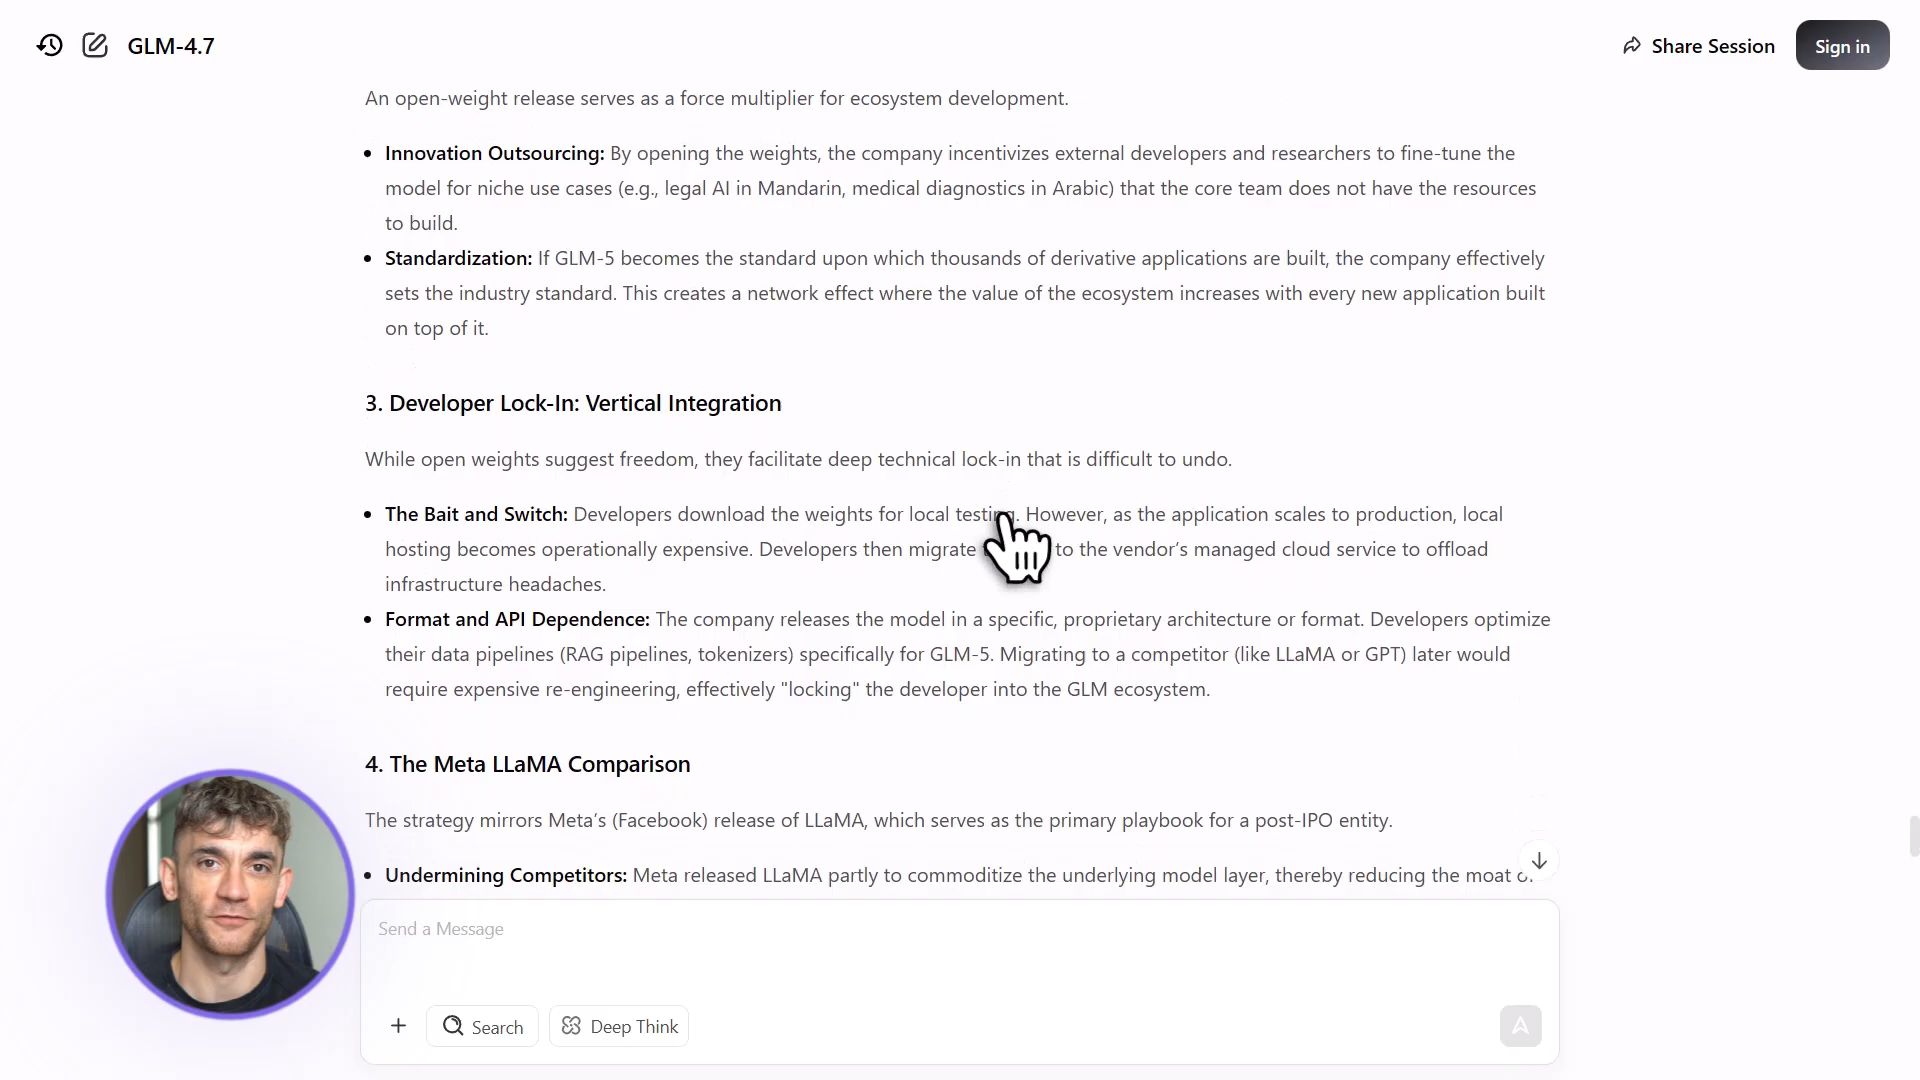 GLM-4.7
Share Session
Sign in
An open-weight release serves as a force multiplier for ecosystem development.
Innovation Outsourcing: By opening the weights, the company incentivizes external developers and researchers to fine-tune the
model for niche use cases (e.g., legal AI in Mandarin, medical diagnostics in Arabic) that the core team does not have the resources
to build.
Standardization: If GLM-5 becomes the standard upon which thousands of derivative applications are built, the company effectively
sets the industry standard. This creates a network effect where the value of the ecosystem increases with every new application built
on top of it.
3. Developer Lock-In: Vertical Integration
While open weights suggest freedom, they facilitate deep technical lock-in that is difficult to undo.
The Bait and Switch: Developers download the weights for local testing. However, as the application scales to production, local
hosting becomes operationally expensive. Developers then migrate to the vendor's managed cloud service to offload
infrastructure headaches.
Format and API Dependence: The company releases the model in a specific, proprietary architecture or format. Developers optimize
their data pipelines (RAG pipelines, tokenizers) specifically for GLM-5. Migrating to a competitor (like LLaMA or GPT) later would
require expensive re-engineering, effectively "locking" the developer into the GLM ecosystem.
4. The Meta LLaMA Comparison
The strategy mirrors Meta's (Facebook) release of LLaMA, which serves as the primary playbook for a post-IPO entity.
Undermining Competitors: Meta released LLaMA partly to commoditize the underlying model layer, thereby reducing the moat
Send a Message
Search
Deep Think